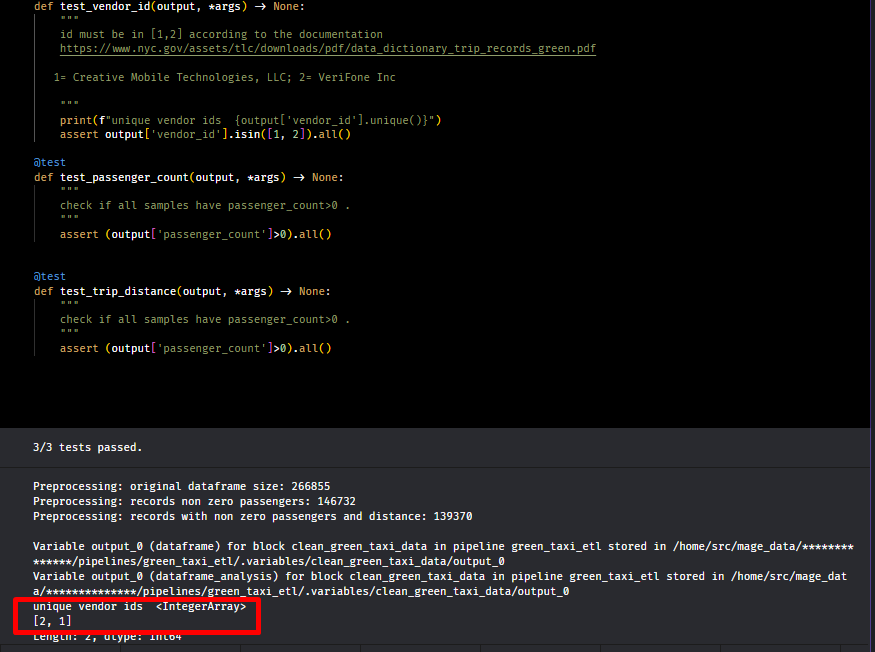 def test_vendor_id(output, *args) -> None:
"""
id must be in [1,2] according to the documentation
https://www.nyc.gov/assets/tlc/downloads/pdf/data_dictionary_trip_records_green.pdf
1= Creative Mobile Technologies, LLC; 2= VeriFone Inc
"""
print(f"unique vendor ids  {output['vendor_id'].unique()}")
assert output['vendor_id'].isin([1, 2]).all()
@test
def test_passenger_count(output, *args) -> None:
"""
check if all samples have passenger_count>0 .
"""
assert (output['passenger_count']>0).all()
@test
def test_trip_distance(output, *args) -> None:
"""
check if all samples have passenger_count>0 .
"""
assert (output['passenger_count']>0).all()
3/3 tests passed.
Preprocessing: original dataframe size: 266855
Preprocessing: records non zero passengers: 146732
Preprocessing: records with non zero passengers and distance: 139370
Variable output_0 (dataframe) for block clean_green_taxi_data in pipeline green_taxi_etl stored in /home/src/mage_data/********
******/pipelines/green_taxi_etl/.variables/clean_green_taxi_data/output_0
Variable output_0 (dataframe_analysis) for block clean_green_taxi_data in pipeline green_taxi_etl stored in /home/src/mage_dat
a/**************/pipelines/green_taxi_etl/.variables/clean_green_taxi_data/output_0
unique vendor ids  <IntegerArray>
[2, 1]
Length: 2, dtype: Int64